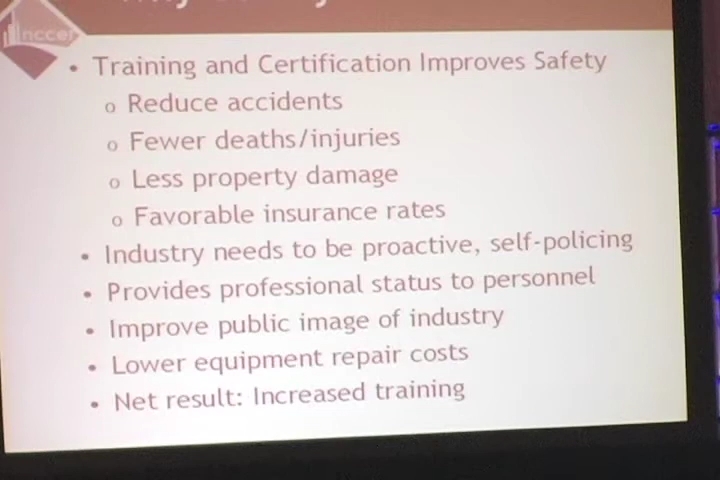 nccer
• Training and Certification Improves Safety
o Reduce accidents
o Fewer deaths/injuries
o Less property damage
o Favorable insurance rates
• Industry needs to be proactive, self-policing
• Provides professional status to personnel
• Improve public image of industry
• Lower equipment repair costs
• Net result: Increased training